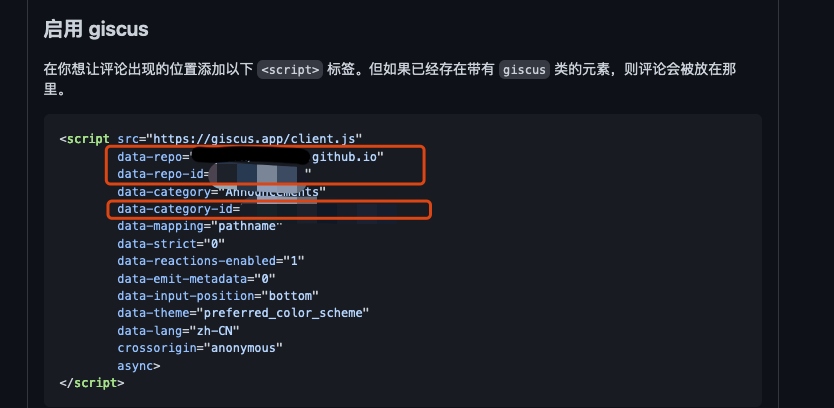 启用 giscus
在你想让评论出现的位置添加以下 <script> 标签。但如果已经存在带有 giscus 类的元素，则评论会被放在那
里。
<script src="https://giscus.app/client.js"
data-repo=" github.io"
data-repo-id= "
data-category="Announcements"
data-category-id=
data-mapping="pathname"
data-strict="0"
data-reactions-enabled="1"
data-emit-metadata="0"
data-input-position="bottom"
data-theme="preferred_color_scheme"
data-lang="zh-CN"
crossorigin="anonymous"
async>
</script>